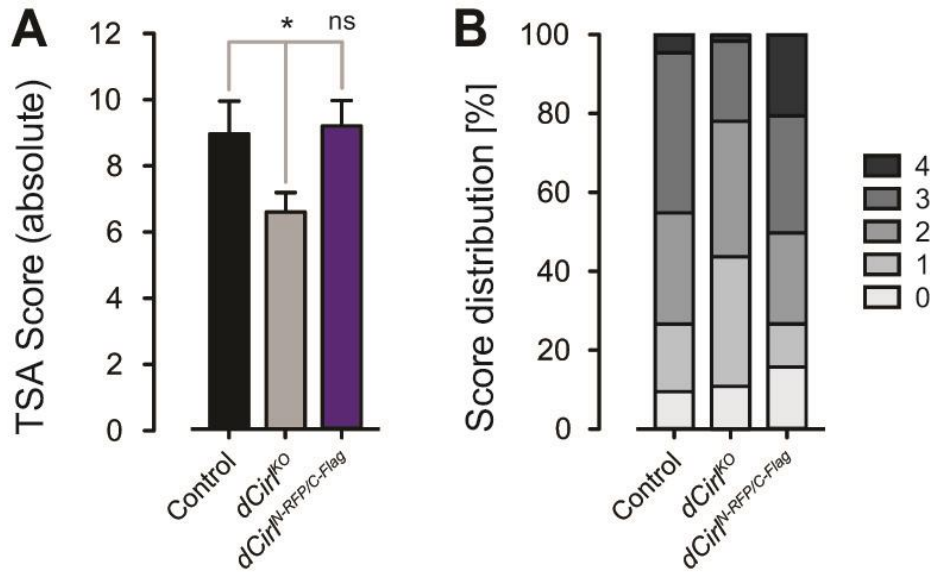 A
TSA Score (absolute)
12
10
8
6
4
2
0
* ns
Control
dCirlKO
dCirlN-RFP/C-Flag
B
Score distribution [%]
100
80
60
40
20
0
Control
dCirlKO
dCirlN-RFP/C-Flag
4
3
2
1
0